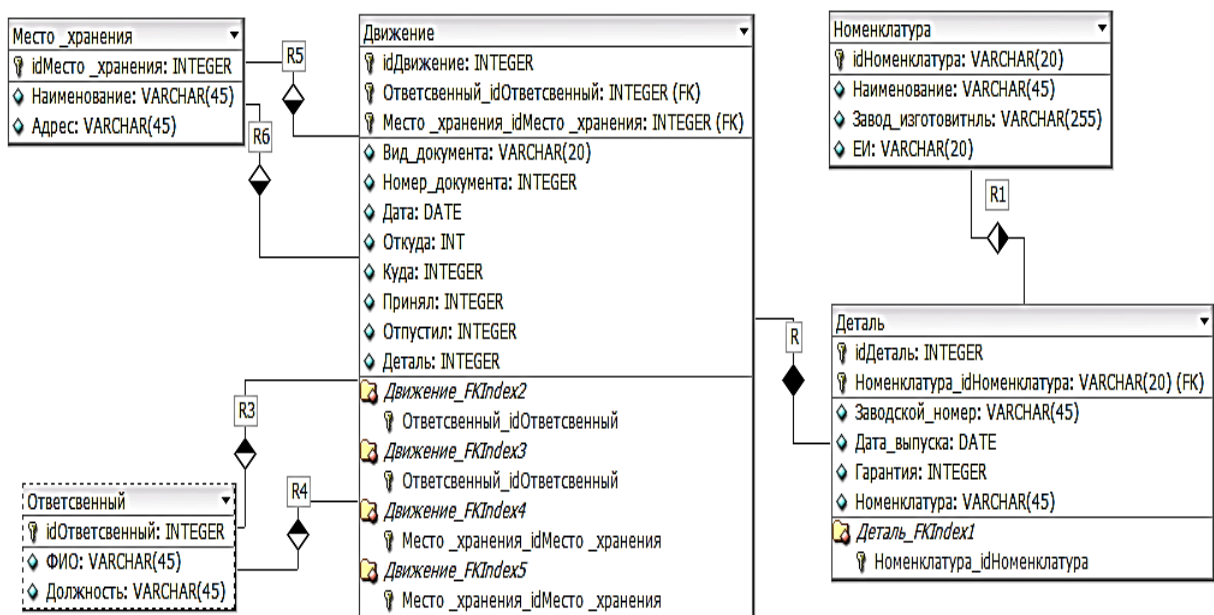 Место _хранения
idМесто _хранения: INTEGER
Наименование: VARCHAR(45)
Адрес: VARCHAR(45)
R5
R6
Движение
idДвижение: INTEGER
Ответсвенный_idОтветсвенный: INTEGER (FK)
Место _хранения_idМесто _хранения: INTEGER (FK)
Вид_документа: VARCHAR(20)
Номер_документа: INTEGER
Дата: DATE
Откуда: INT
Куда: INTEGER
Принял: INTEGER
Отпустил: INTEGER
Деталь: INTEGER
Движение_FKIndex2
Ответсвенный_idОтветсвенный
Движение_FKIndex3
Ответсвенный_idОтветсвенный
Движение_FKIndex4
Место _хранения_idМесто _хранения
Движение_FKIndex5
Место _хранения_idМесто _хранения
R3
R4
Ответсвенный
idОтветсвенный: INTEGER
ФИО: VARCHAR(45)
Должность: VARCHAR(45)
Номенклатура
idНоменклатура: VARCHAR(20)
Наименование: VARCHAR(45)
Завод_изготовитнль: VARCHAR(255)
ЕИ: VARCHAR(20)
R1
R
Деталь
idДеталь: INTEGER
Номенклатура_idНоменклатура: VARCHAR(20) (FK)
Заводской_номер: VARCHAR(45)
Дата_выпуска: DATE
Гарантия: INTEGER
Номенклатура: VARCHAR(45)
Деталь_FKIndex1
Номенклатура_idНоменклатура